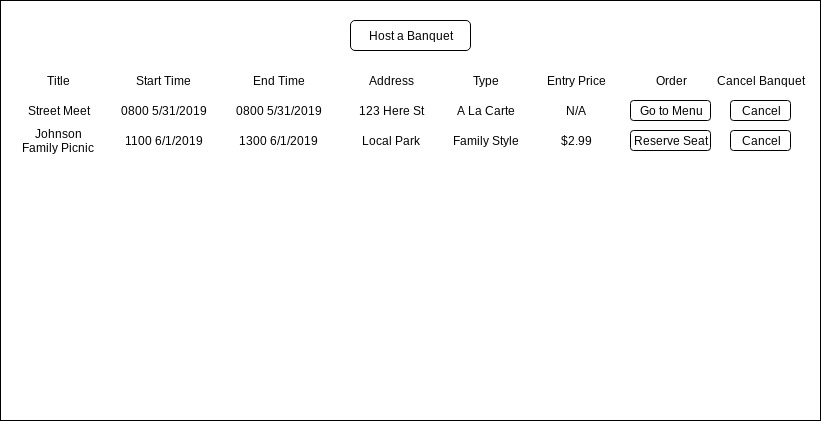 Host a Banquet
Title Start Time End Time Address Type Entry Price Order Cancel Banquet
Street Meet 0800 5/31/2019 0800 5/31/2019 123 Here St A La Carte N/A Go to Menu Cancel
Johnson
Family Picnic 1100 6/1/2019 1300 6/1/2019 Local Park Family Style $2.99 Reserve Seat Cancel